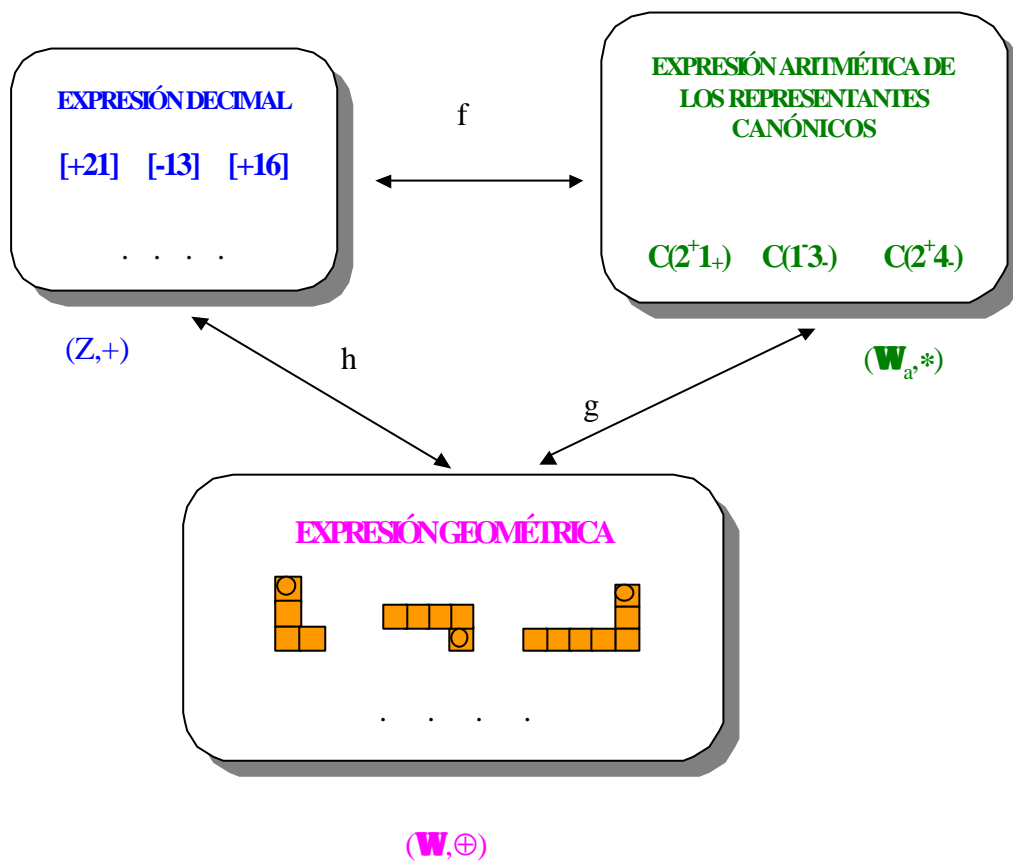 EXPRESIÓN DECIMAL
[+21] [-13] [+16]
. . . .
(Z,+)
f
EXPRESIÓN ARITMÉTICA DE
LOS REPRESENTANTES
CANÓNICOS
C(2⁺1₊) C(1⁻3₋) C(2⁺4₋)
(𝕎ₐ,*)
h
g
EXPRESIÓN GEOMÉTRICA
. . . .
(𝕎,⊕)